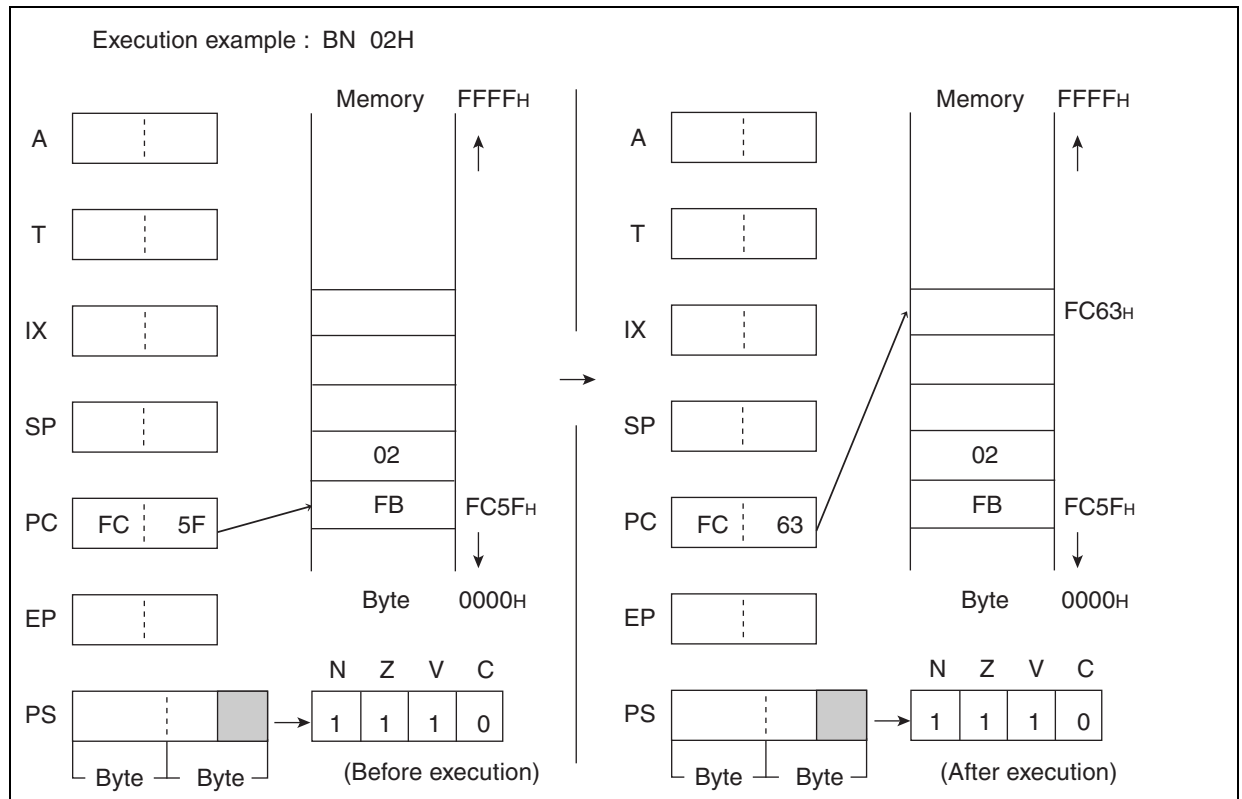 Execution example : BN 02H
Memory FFFFH
A
T
IX
SP
02
PC FC 5F FB FC5FH
Byte 0000H
EP
N Z V C
PS 1 1 1 0
Byte Byte (Before execution)
Memory FFFFH
A
T
FC63H
IX
SP
02
PC FC 63 FB FC5FH
Byte 0000H
EP
N Z V C
PS 1 1 1 0
Byte Byte (After execution)